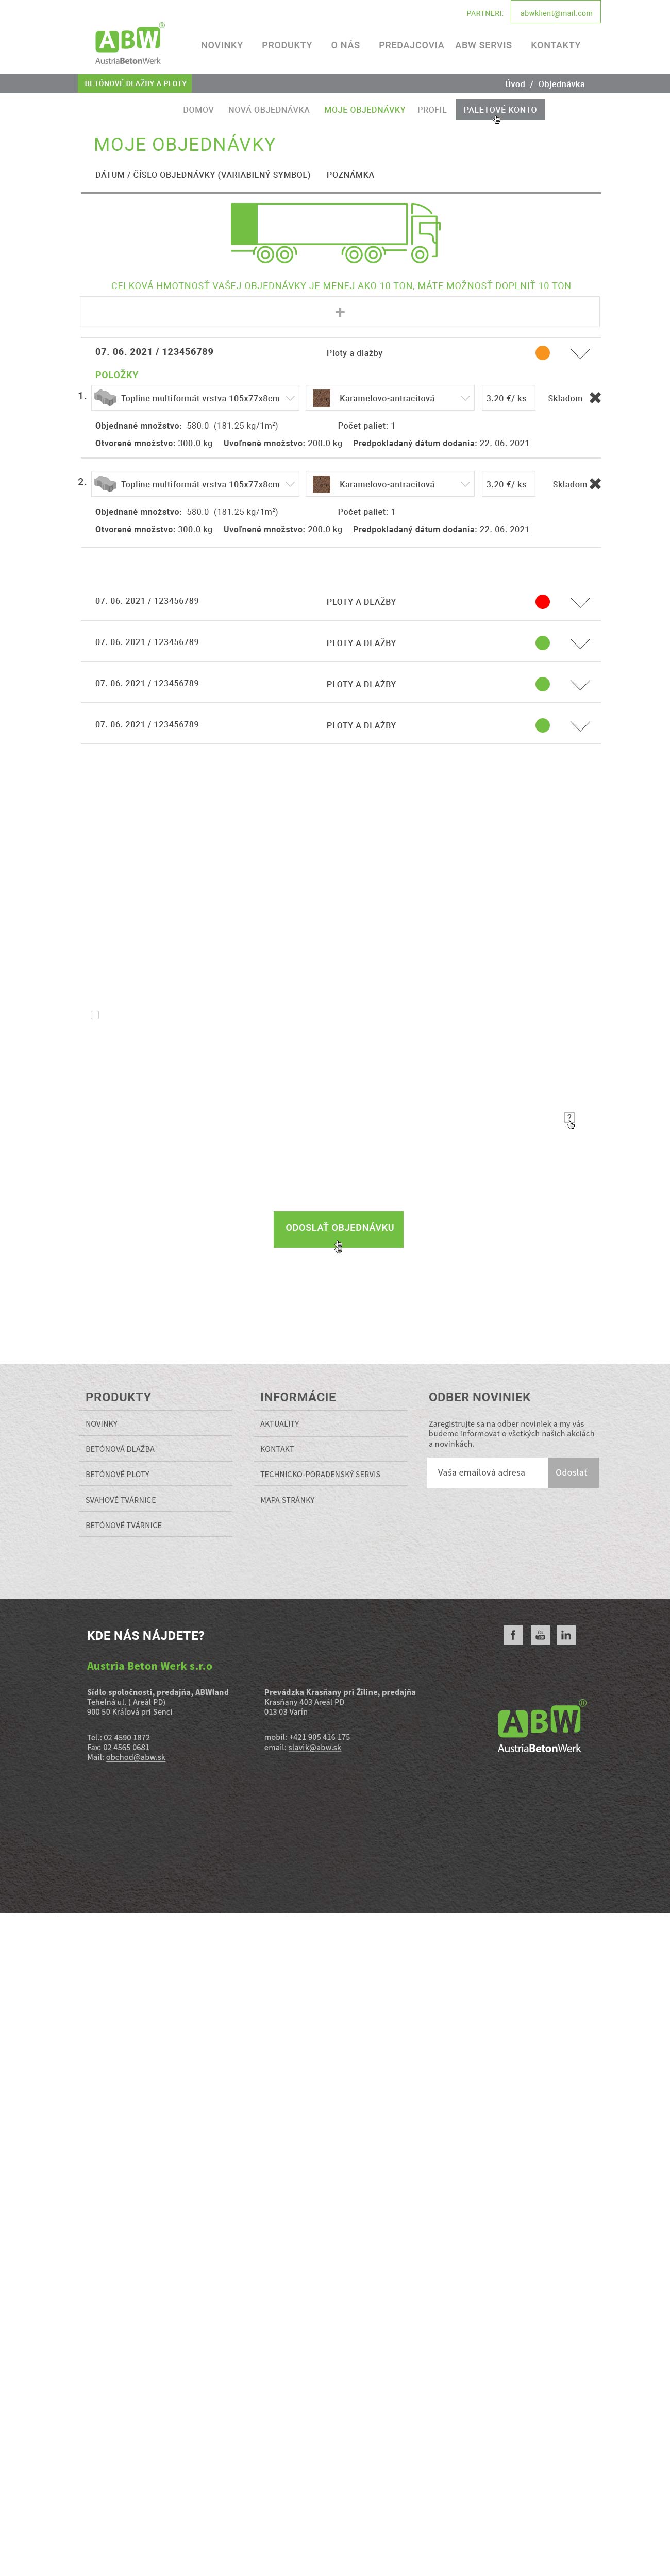 PARTNERI: abwklient@mail.com
ABW®
AustriaBetonWerk
NOVINKY PRODUKTY O NÁS PREDAJCOVIA ABW SERVIS KONTAKTY
BETÓNOVÉ DLAŽBY A PLOTY
Úvod / Objednávka
DOMOV NOVÁ OBJEDNÁVKA MOJE OBJEDNÁVKY PROFIL PALETOVÉ KONTO
MOJE OBJEDNÁVKY
DÁTUM / ČÍSLO OBJEDNÁVKY (VARIABILNÝ SYMBOL) POZNÁMKA
CELKOVÁ HMOTNOSŤ VAŠEJ OBJEDNÁVKY JE MENEJ AKO 10 TON, MÁTE MOŽNOSŤ DOPLNIŤ 10 TON
+
07. 06. 2021 / 123456789 Ploty a dlažby
POLOŽKY
1. Topline multiformát vrstva 105x77x8cm Karamelovo-antracitová 3.20 €/ ks Skladom
Objednané množstvo: 580.0 (181.25 kg/1m²) Počet paliet: 1
Otvorené množstvo: 300.0 kg Uvoľnené množstvo: 200.0 kg Predpokladaný dátum dodania: 22. 06. 2021
2. Topline multiformát vrstva 105x77x8cm Karamelovo-antracitová 3.20 €/ ks Skladom
Objednané množstvo: 580.0 (181.25 kg/1m²) Počet paliet: 1
Otvorené množstvo: 300.0 kg Uvoľnené množstvo: 200.0 kg Predpokladaný dátum dodania: 22. 06. 2021
07. 06. 2021 / 123456789 PLOTY A DLAŽBY
07. 06. 2021 / 123456789 PLOTY A DLAŽBY
07. 06. 2021 / 123456789 PLOTY A DLAŽBY
07. 06. 2021 / 123456789 PLOTY A DLAŽBY
?
ODOSLAŤ OBJEDNÁVKU
PRODUKTY
NOVINKY
BETÓNOVÁ DLAŽBA
BETÓNOVÉ PLOTY
SVAHOVÉ TVÁRNICE
BETÓNOVÉ TVÁRNICE
INFORMÁCIE
AKTUALITY
KONTAKT
TECHNICKO-PORADENSKÝ SERVIS
MAPA STRÁNKY
ODBER NOVINIEK
Zaregistrujte sa na odber noviniek a my vás
budeme informovať o všetkých našich akciách
a novinkách.
Vaša emailová adresa Odoslať
KDE NÁS NÁJDETE?
Austria Beton Werk s.r.o
Sídlo spoločnosti, predajňa, ABWland
Tehelná ul. ( Areál PD)
900 50 Kráľová pri Senci
Tel.: 02 4590 1872
Fax: 02 4565 0681
Mail: obchod@abw.sk
Prevádzka Krasňany pri Žiline, predajňa
Krasňany 403 Areál PD
013 03 Varín
mobil: +421 905 416 175
email: slavik@abw.sk
f You Tube in
ABW®
AustriaBetonWerk